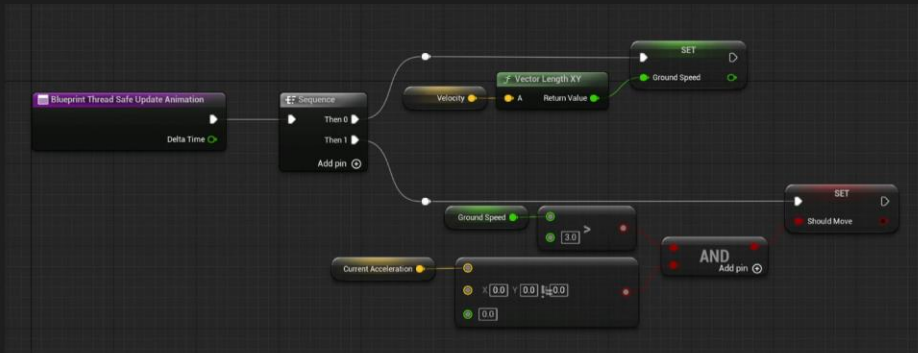 Blueprint Thread Safe Update Animation
Delta Time
Sequence
Then 0
Then 1
Add pin
Velocity
f Vector Length XY
A Return Value
SET
Ground Speed
Ground Speed
3.0 >
Current Acceleration
X 0.0 Y 0.0 != 0.0
0.0
AND
Add pin
SET
Should Move